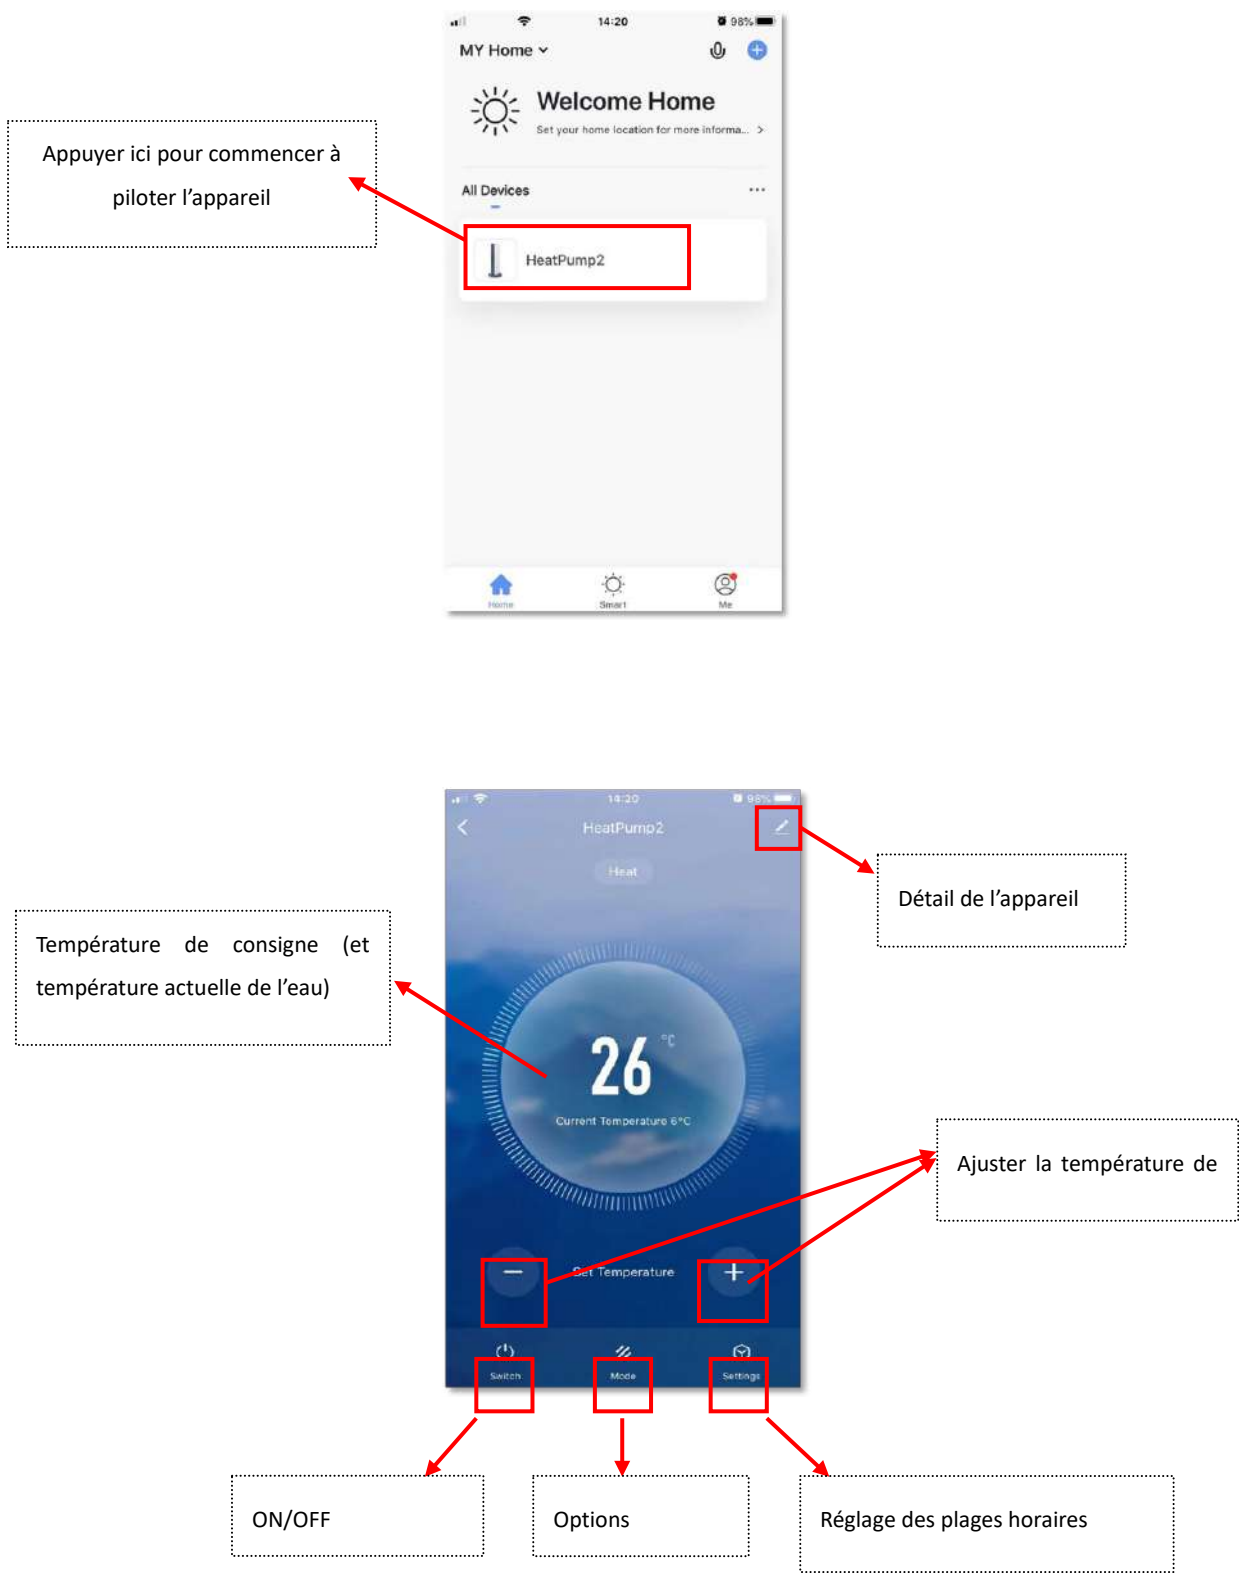 14:20 98%
MY Home
Welcome Home
Set your home location for more informa... >
Appuyer ici pour commencer à
piloter l’appareil
All Devices
...
HeatPump2
Home Smart Me
14:20 98%
HeatPump2
Heat
Détail de l’appareil
Température de consigne (et
température actuelle de l’eau)
26 °C
Current Temperature 6°C
Ajuster la température de
Set Temperature
Switch Mode Settings
ON/OFF
Options
Réglage des plages horaires